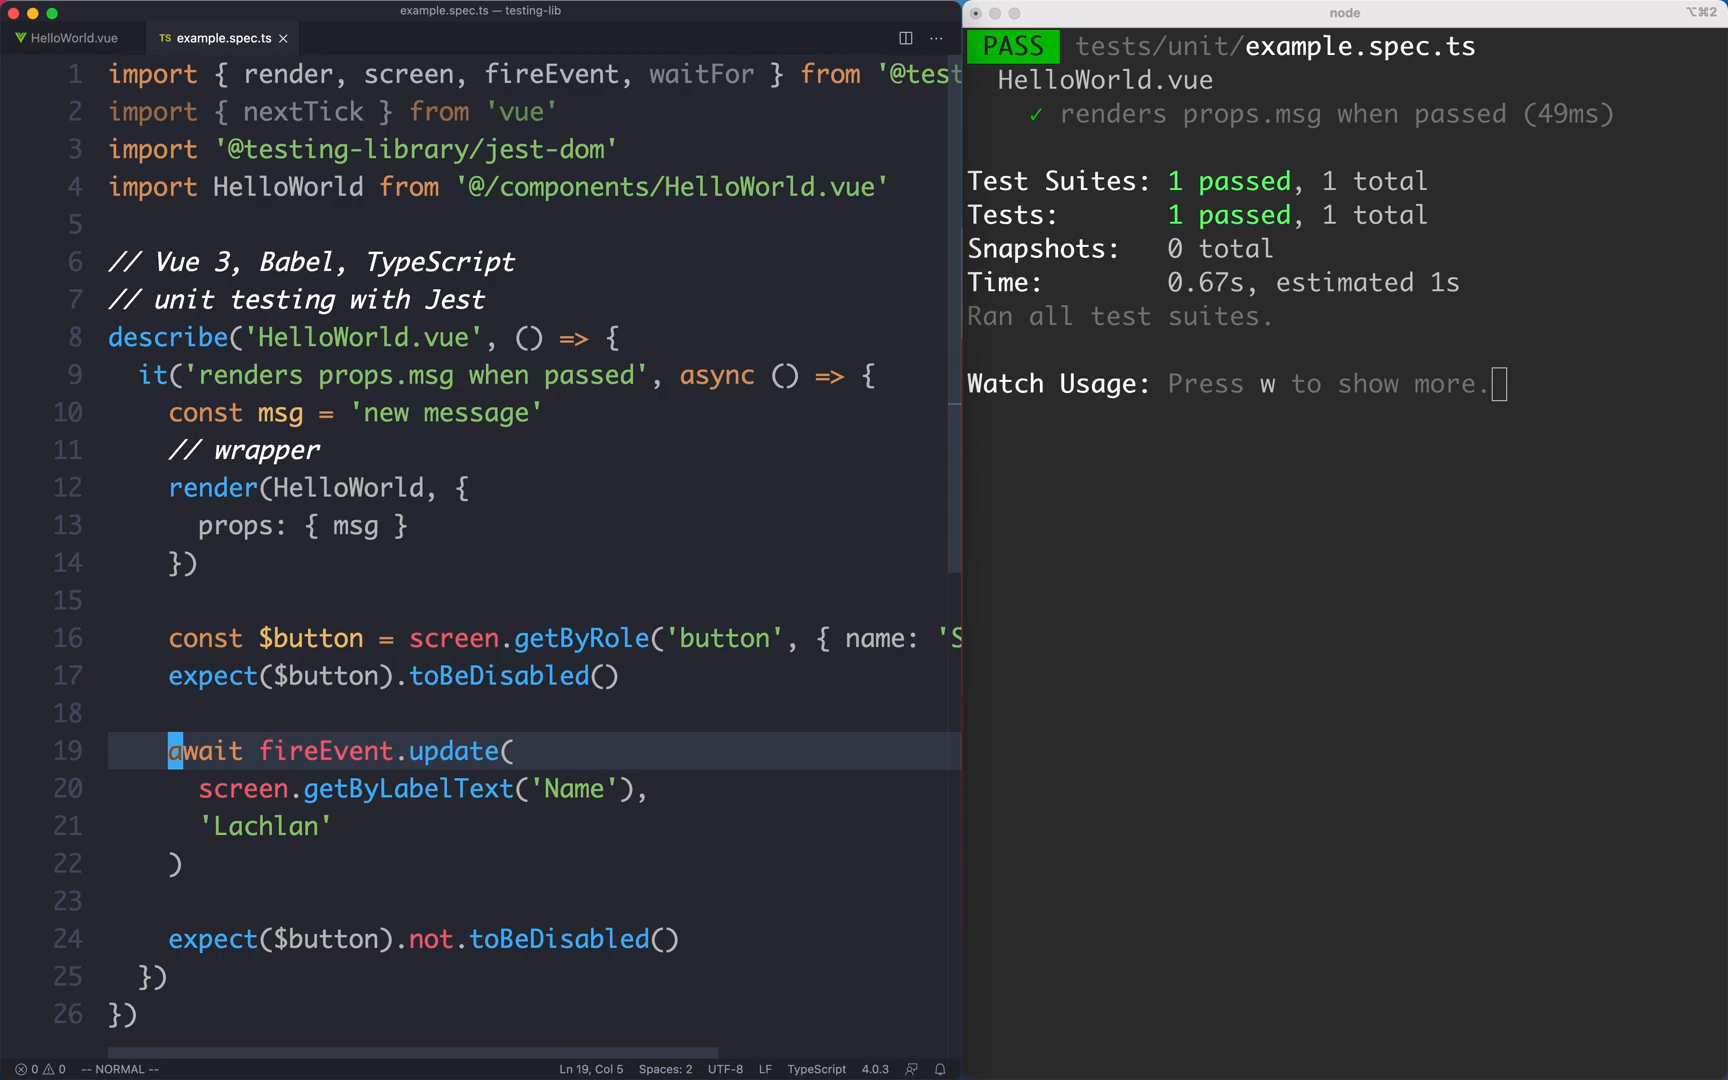 example.spec.ts — testing-lib
HelloWorld.vue
TS example.spec.ts ×
1 import { render, screen, fireEvent, waitFor } from '@test
2 import { nextTick } from 'vue'
3 import '@testing-library/jest-dom'
4 import HelloWorld from '@/components/HelloWorld.vue'
5
6 // Vue 3, Babel, TypeScript
7 // unit testing with Jest
8 describe('HelloWorld.vue', () => {
9 it('renders props.msg when passed', async () => {
10 const msg = 'new message'
11 // wrapper
12 render(HelloWorld, {
13 props: { msg }
14 })
15
16 const $button = screen.getByRole('button', { name: 'S
17 expect($button).toBeDisabled()
18
19 await fireEvent.update(
20 screen.getByLabelText('Name'),
21 'Lachlan'
22 )
23
24 expect($button).not.toBeDisabled()
25 })
26 })
0 0 -- NORMAL -- Ln 19, Col 5 Spaces: 2 UTF-8 LF TypeScript 4.0.3
node ⌥⌘2
PASS tests/unit/example.spec.ts
HelloWorld.vue
✓ renders props.msg when passed (49ms)
Test Suites: 1 passed, 1 total
Tests: 1 passed, 1 total
Snapshots: 0 total
Time: 0.67s, estimated 1s
Ran all test suites.
Watch Usage: Press w to show more.